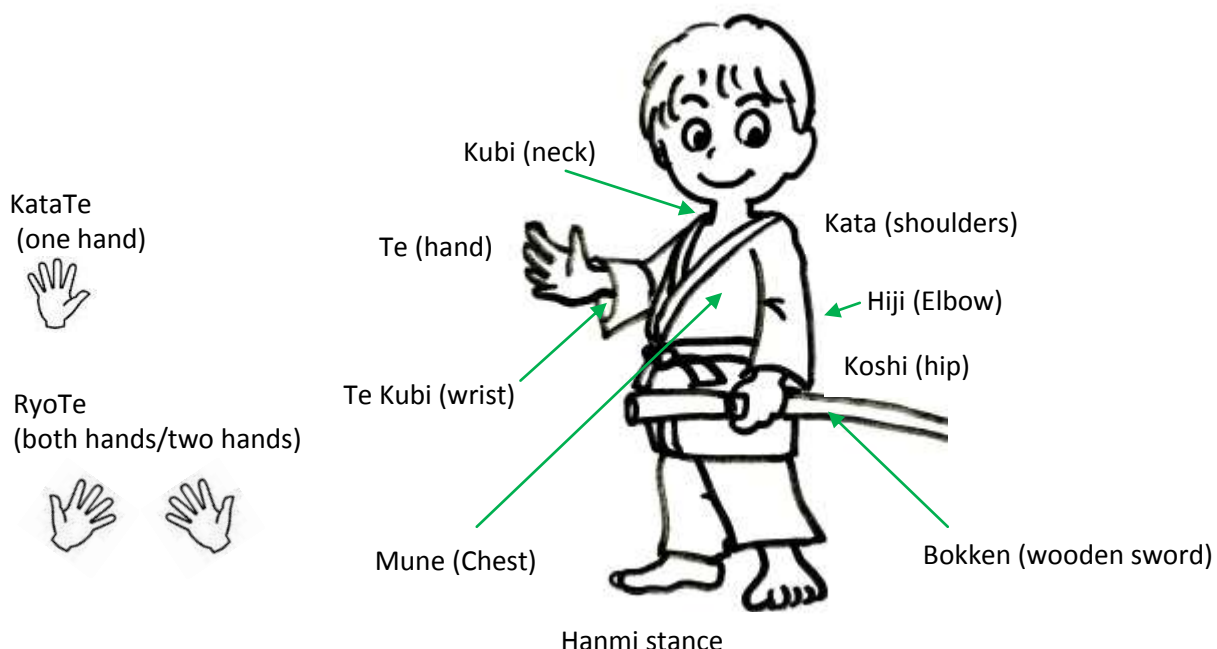 Kubi (neck)
KataTe
(one hand)
Te (hand)
Kata (shoulders)
Hiji (Elbow)
Koshi (hip)
Te Kubi (wrist)
RyoTe
(both hands/two hands)
Mune (Chest)
Bokken (wooden sword)
Hanmi stance